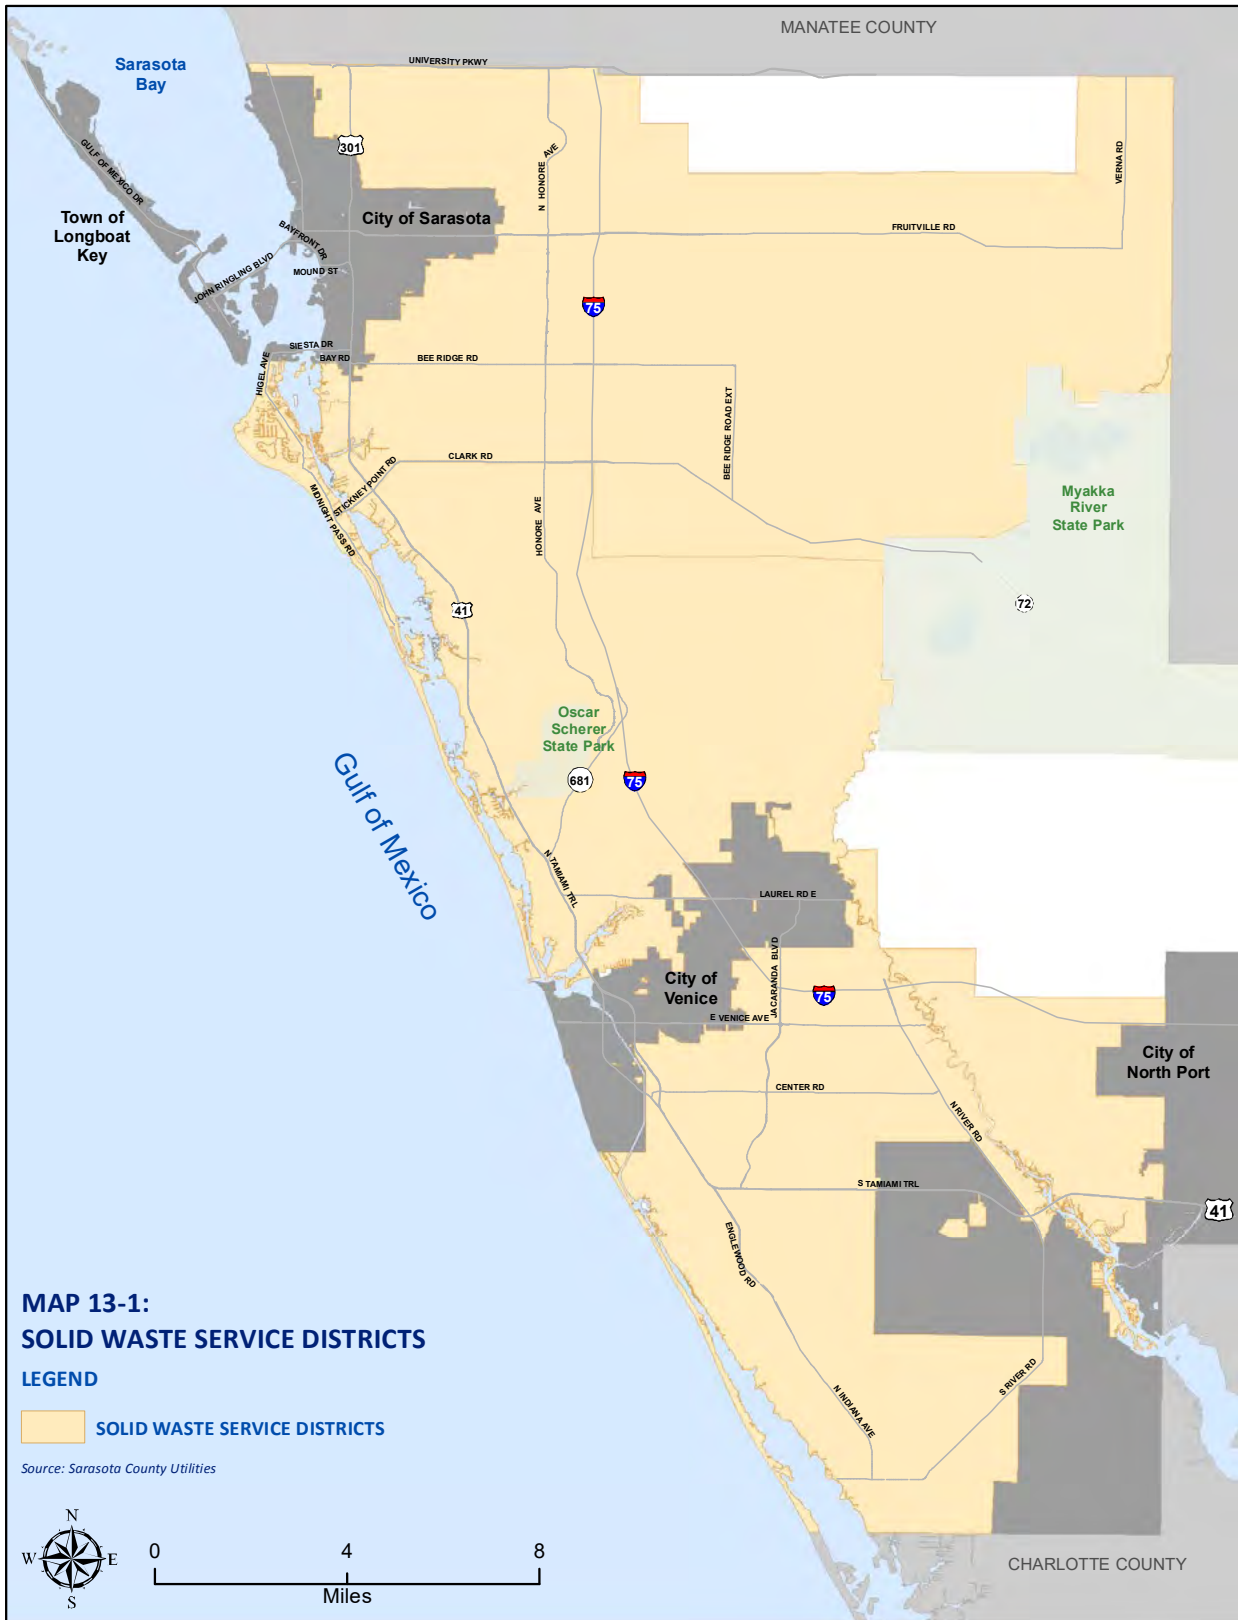 MANATEE COUNTY
UNIVERSITY PKWY
Sarasota
Bay
301
N HONORE AVE
VERNA RD
GULF OF MEXICO DR
Town of
Longboat
Key
City of Sarasota
BAYFRONT DR
FRUITVILLE RD
MOUND ST
JOHN RINGLING BLVD
75
SIESTA DR
BAY RD
BEE RIDGE RD
HIGEL AVE
BEE RIDGE ROAD EXT
CLARK RD
STICKNEY POINT RD
MIDNIGHT PASS RD
HONORE AVE
Myakka
River
State Park
72
41
Oscar
Scherer
State Park
681
75
Gulf of Mexico
N TAMIAMI TRL
LAUREL RD E
JACARANDA BLVD
City of
Venice
75
E VENICE AVE
City of
North Port
CENTER RD
N RIVER RD
S TAMIAMI TRL
41
ENGLEWOOD RD
S RIVER RD
N INDIANA AVE
MAP 13-1:
SOLID WASTE SERVICE DISTRICTS
LEGEND
SOLID WASTE SERVICE DISTRICTS
Source: Sarasota County Utilities
N
W E
S
0 4 8
Miles
CHARLOTTE COUNTY